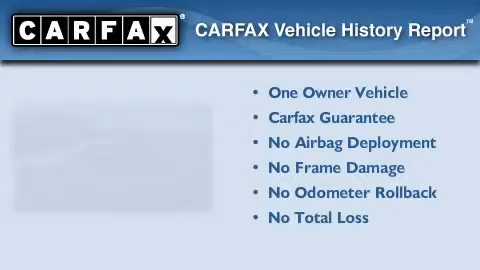 CARFAX® CARFAX Vehicle History Report™
• One Owner Vehicle
• Carfax Guarantee
• No Airbag Deployment
• No Frame Damage
• No Odometer Rollback
• No Total Loss